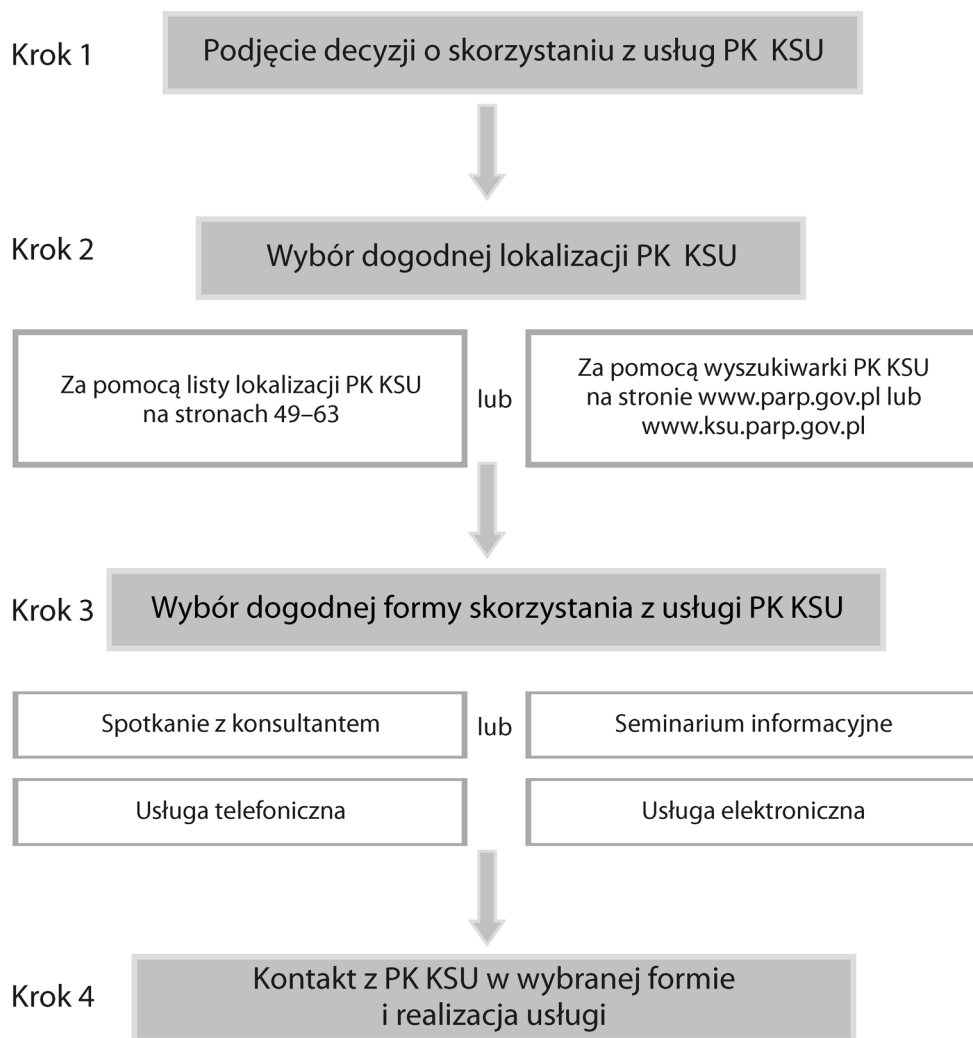 Krok 1
Podjęcie decyzji o skorzystaniu z usług PK KSU
Krok 2
Wybór dogodnej lokalizacji PK KSU
Za pomocą listy lokalizacji PK KSU
na stronach 49–63
lub
Za pomocą wyszukiwarki PK KSU
na stronie www.parp.gov.pl lub
www.ksu.parp.gov.pl
Krok 3
Wybór dogodnej formy skorzystania z usługi PK KSU
Spotkanie z konsultantem
lub
Seminarium informacyjne
Usługa telefoniczna
Usługa elektroniczna
Krok 4
Kontakt z PK KSU w wybranej formie
i realizacja usługi